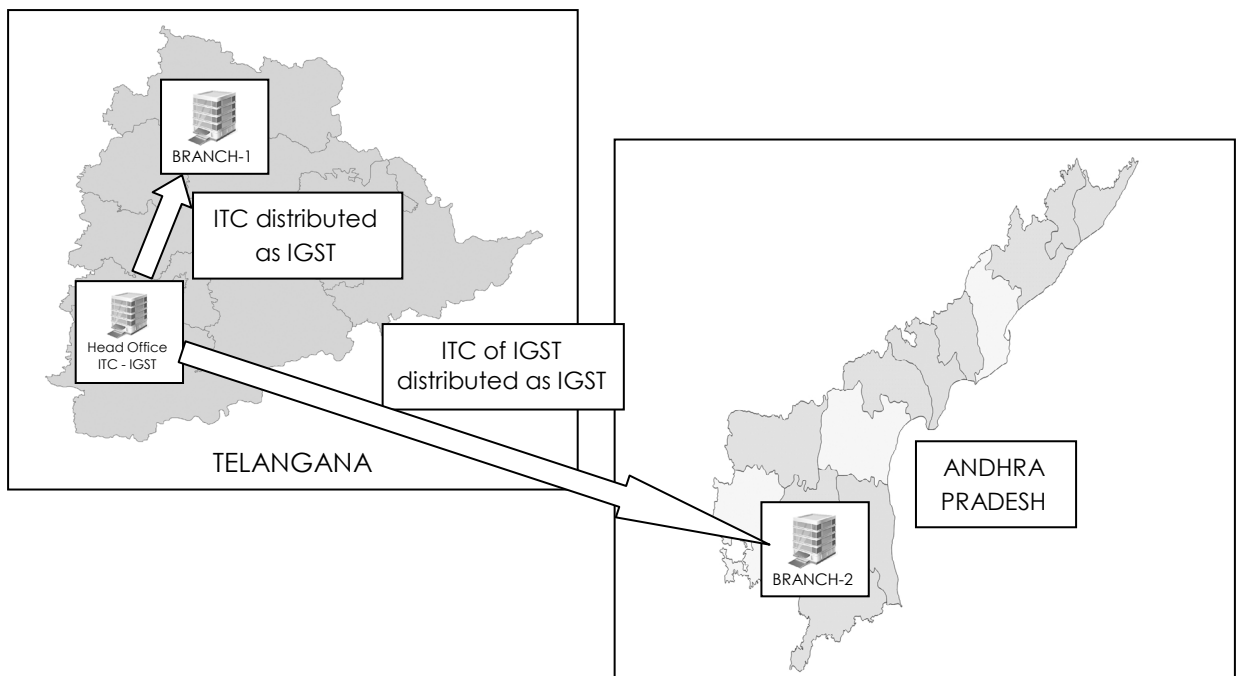 BRANCH-1
ITC distributed
as IGST
Head Office
ITC - IGST
ITC of IGST
distributed as IGST
TELANGANA
ANDHRA
PRADESH
BRANCH-2